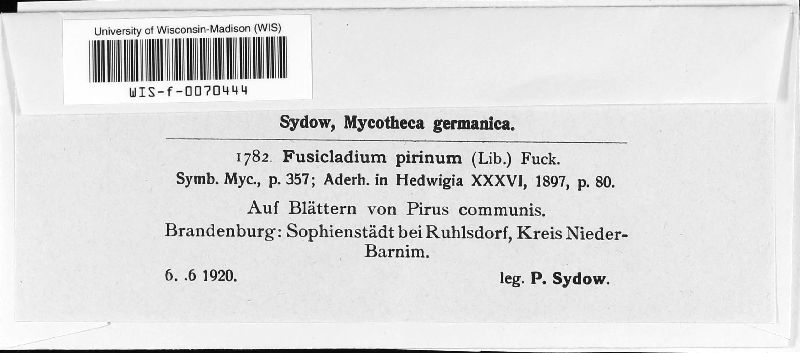 University of Wisconsin-Madison (WIS)
WIS-f-0070444
Sydow, Mycotheca germanica.
1782. Fusicladium pirinum (Lib.) Fuck.
Symb. Myc., p. 357; Aderh. in Hedwigia XXXVI, 1897, p. 80.
Auf Blättern von Pirus communis.
Brandenburg: Sophienstädt bei Ruhlsdorf, Kreis Nieder-
Barnim.
6. .6 1920. leg. P. Sydow.